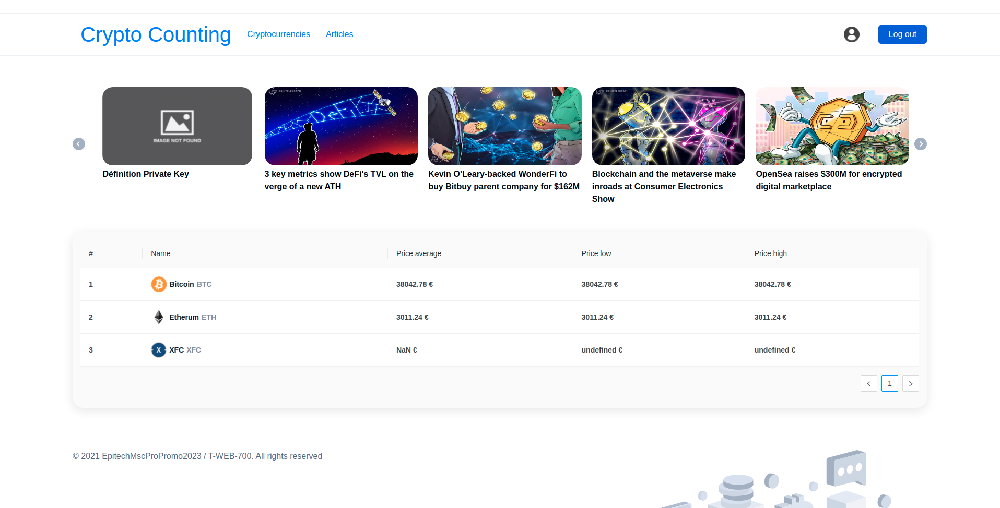 Crypto Counting
Cryptocurrencies
Articles
Log out
IMAGE NOT FOUND
COINTELEGRAPH
DeFi
COINTELEGRAPH
Définition Private Key
3 key metrics show DeFi's TVL on the
verge of a new ATH
Kevin O’Leary-backed WonderFi to
buy Bitbuy parent company for $162M
Blockchain and the metaverse make
inroads at Consumer Electronics
Show
OpenSea raises $300M for encrypted
digital marketplace
# Name Price average Price low Price high
1 Bitcoin BTC 38042.78 € 38042.78 € 38042.78 €
2 Etherum ETH 3011.24 € 3011.24 € 3011.24 €
3 X XFC XFC NaN € undefined € undefined €
< 1 >
© 2021 EpitechMscProPromo2023 / T-WEB-700. All rights reserved